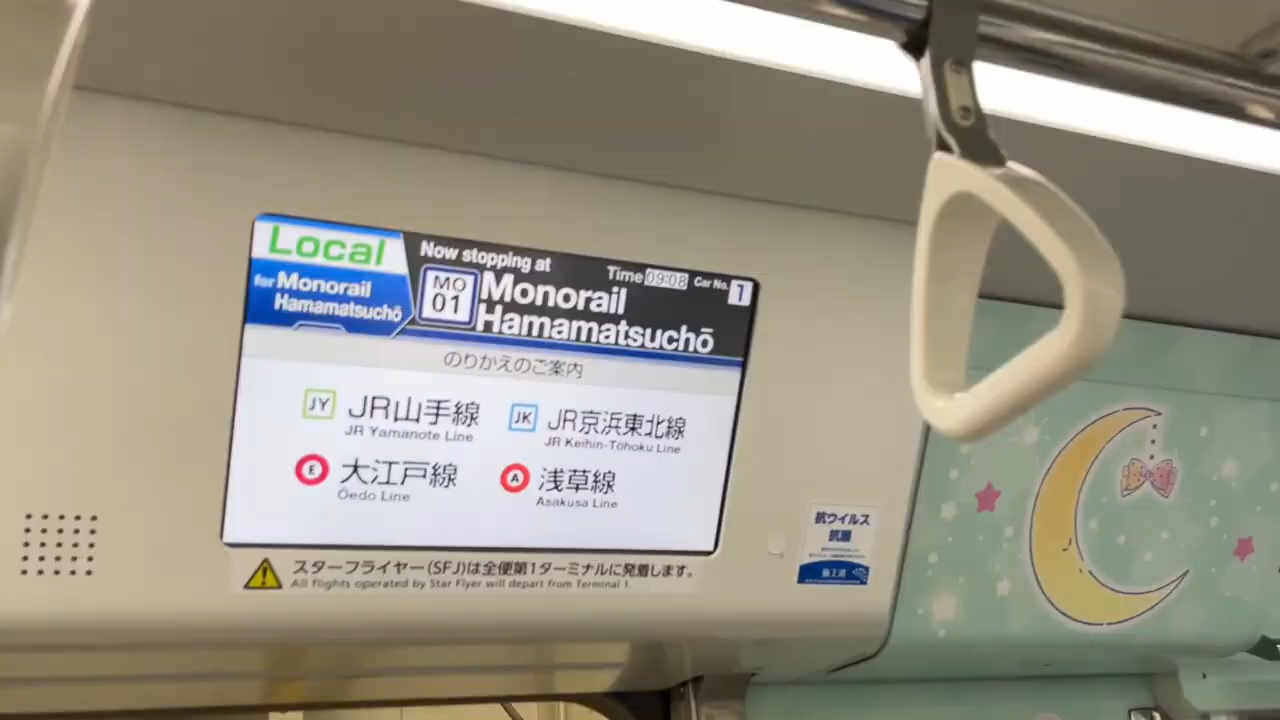 Local
for Monorail
Hamamatsuchō
Now stopping at
Time 09:08 Car No. 1
MO
01
Monorail
Hamamatsuchō
のりかえのご案内
JY JR山手線
JR Yamanote Line
JK JR京浜東北線
JR Keihin-Tōhoku Line
E 大江戸線
Ōedo Line
A 浅草線
Asakusa Line
スターフライヤー(SFJ)は全便第1ターミナルに発着します。
All flights operated by Star Flyer will depart from Terminal 1.
抗ウイルス
抗菌
施工済